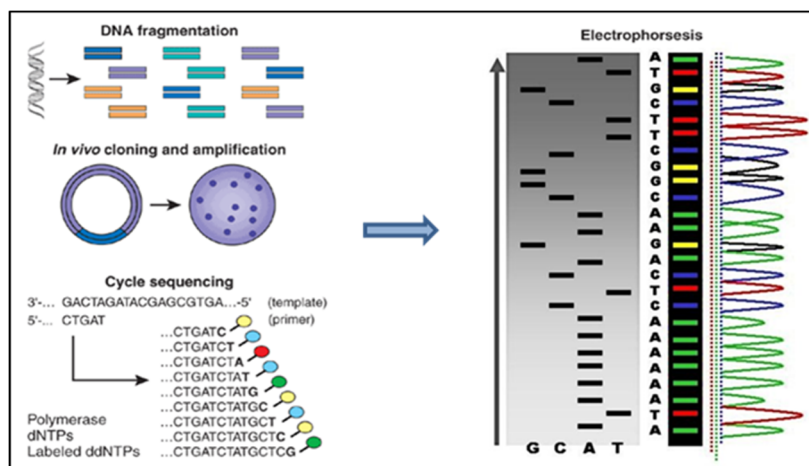 DNA fragmentation
In vivo cloning and amplification
Cycle sequencing
3'-... GACTAGATACGAGCGTGA...-5' (template)
5'-... CTGAT (primer)
...CTGATC
...CTGATCT
...CTGATCTA
...CTGATCTAT
...CTGATCTATG
...CTGATCTATGC
...CTGATCTATGCT
...CTGATCTATGCTC
...CTGATCTATGCTCG
Polymerase
dNTPs
Labeled ddNTPs
Electrophorsesis
A
T
G
C
T
T
C
G
G
C
A
A
G
A
C
T
C
A
A
A
A
A
A
T
A
G C A T